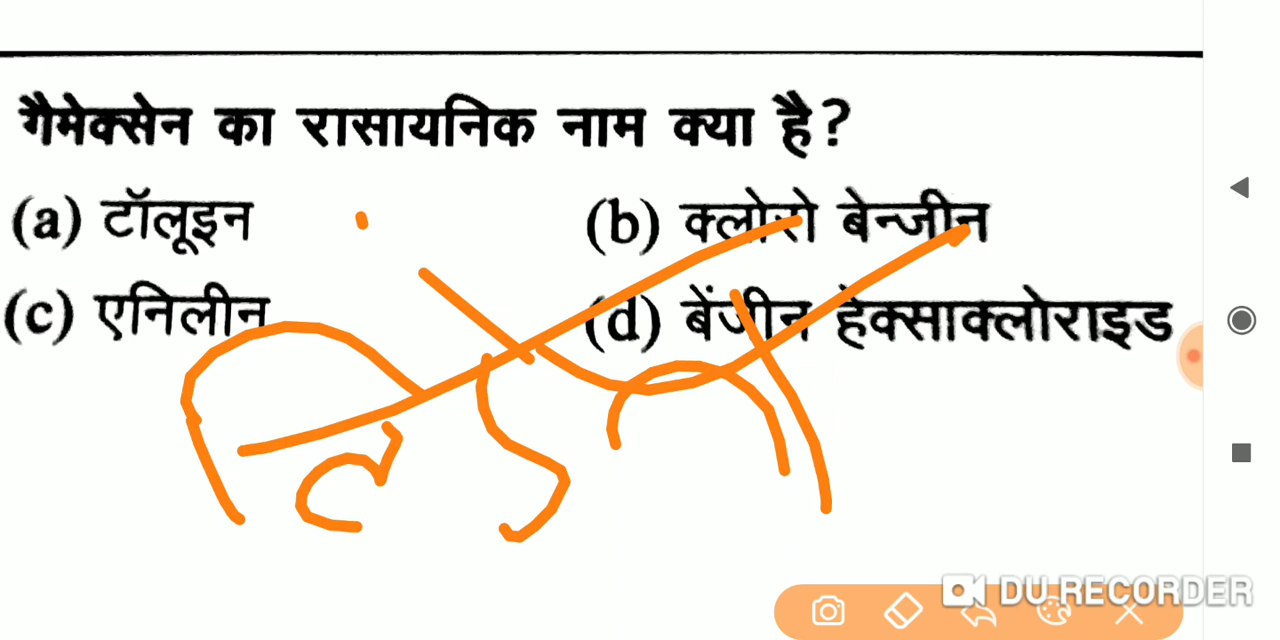 गैमेक्सेन का रासायनिक नाम क्या है?
(a) टॉलूइन (b) क्लोरो बेन्जीन
(c) एनिलीन (d) बेंजीन हेक्साक्लोराइड
DU RECORDER